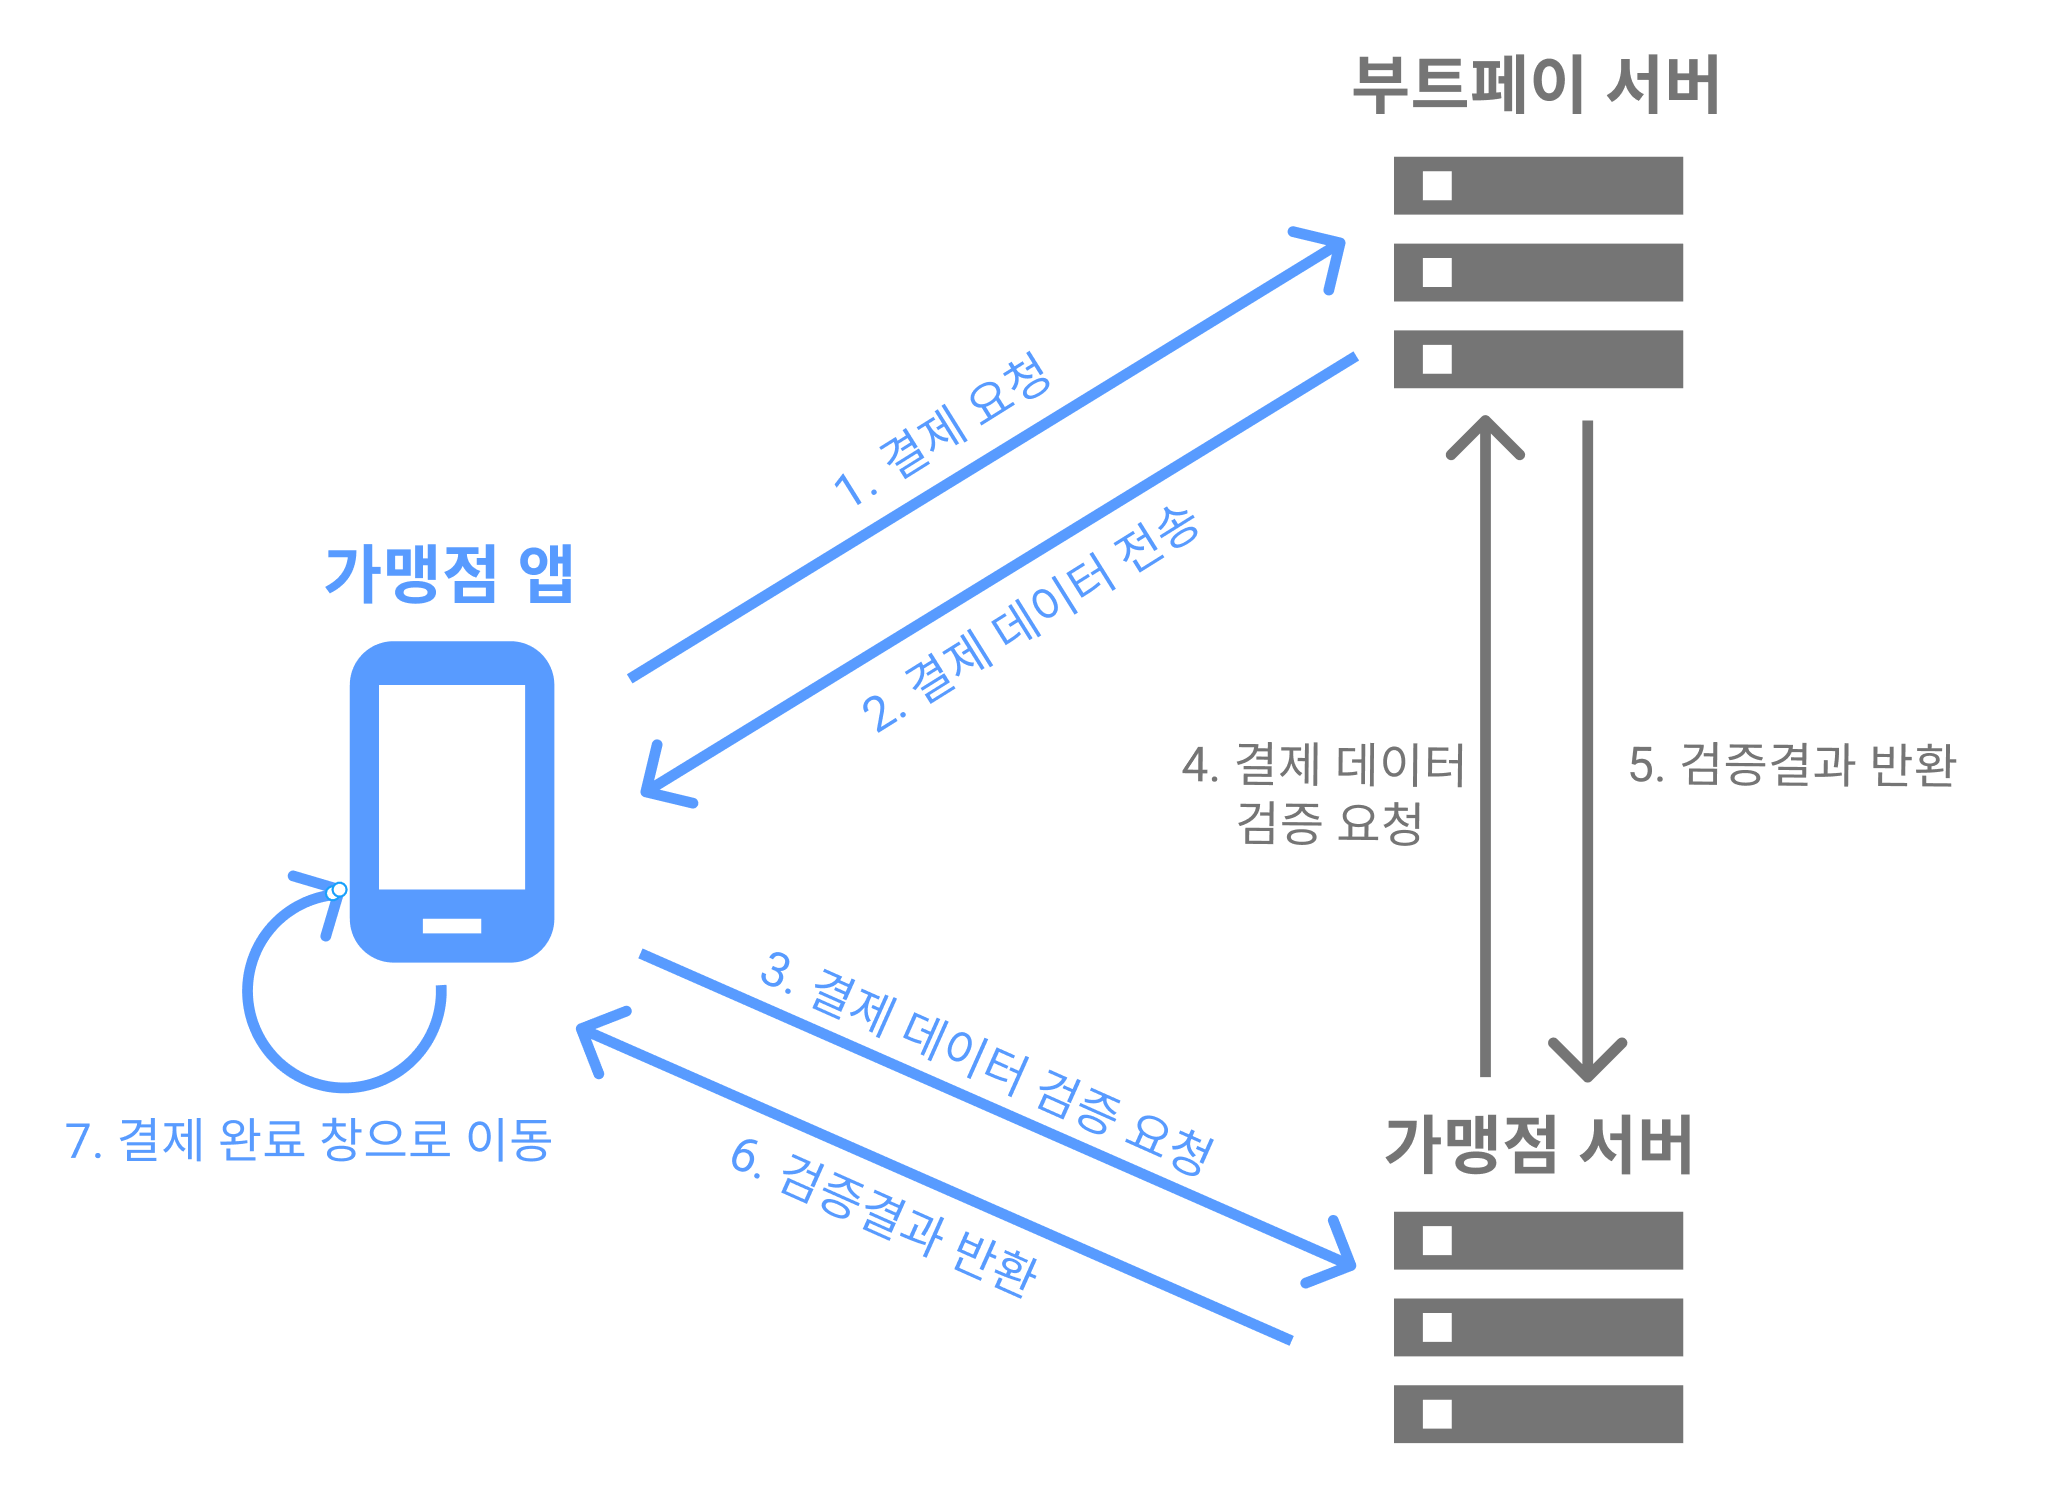 부트페이 서버
1. 결제 요청
2. 결제 데이터 전송
가맹점 앱
4. 결제 데이터
검증 요청
5. 검증결과 반환
3. 결제 데이터 검증 요청
6. 검증결과 반환
7. 결제 완료 창으로 이동
가맹점 서버